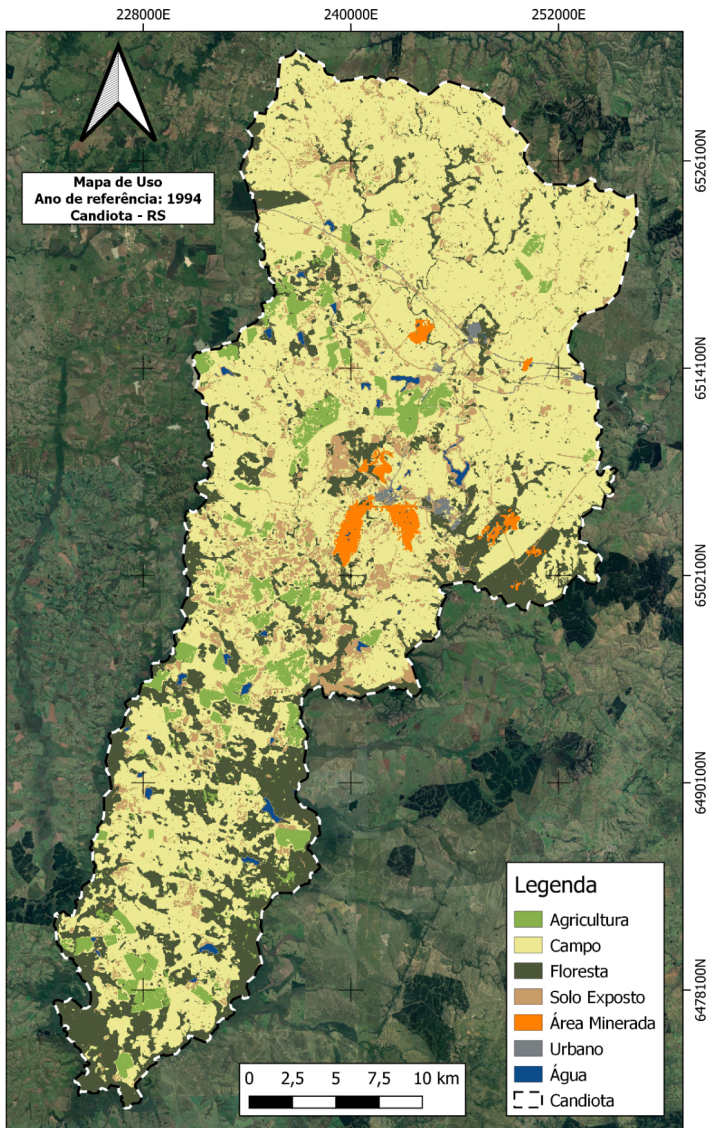 228000E
240000E
252000E
6526100N
6514100N
6502100N
6490100N
6478100N
Mapa de Uso
Ano de referência: 1994
Candiota - RS
Legenda
Agricultura
Campo
Floresta
Solo Exposto
Área Minerada
Urbano
Água
Candiota
0 2,5 5 7,5 10 km